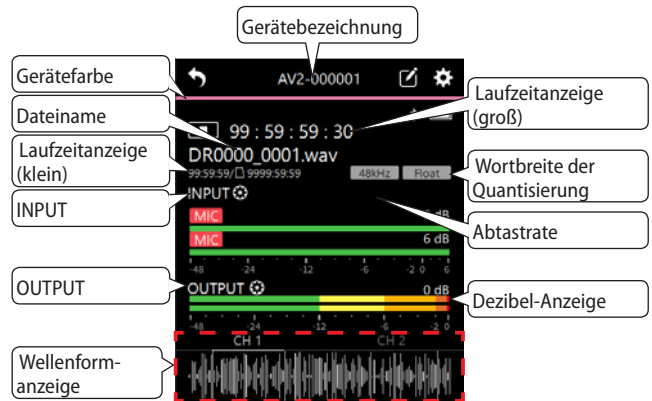 Gerätebezeichnung
AV2-000001
Gerätefarbe
Dateiname
Laufzeitanzeige
(klein)
INPUT
OUTPUT
Wellenform-
anzeige
99 : 59 : 59 : 30
DR0000_0001.wav
99:59:59/ 9999:59:59
48kHz Float
INPUT
MIC dB
MIC 6 dB
-48 -24 -12 -6 -2 0 6
OUTPUT 0 dB
-48 -24 -12 -6 -2 0
CH 1 CH 2
Laufzeitanzeige
(groß)
Wortbreite der
Quantisierung
Abtastrate
Dezibel-Anzeige